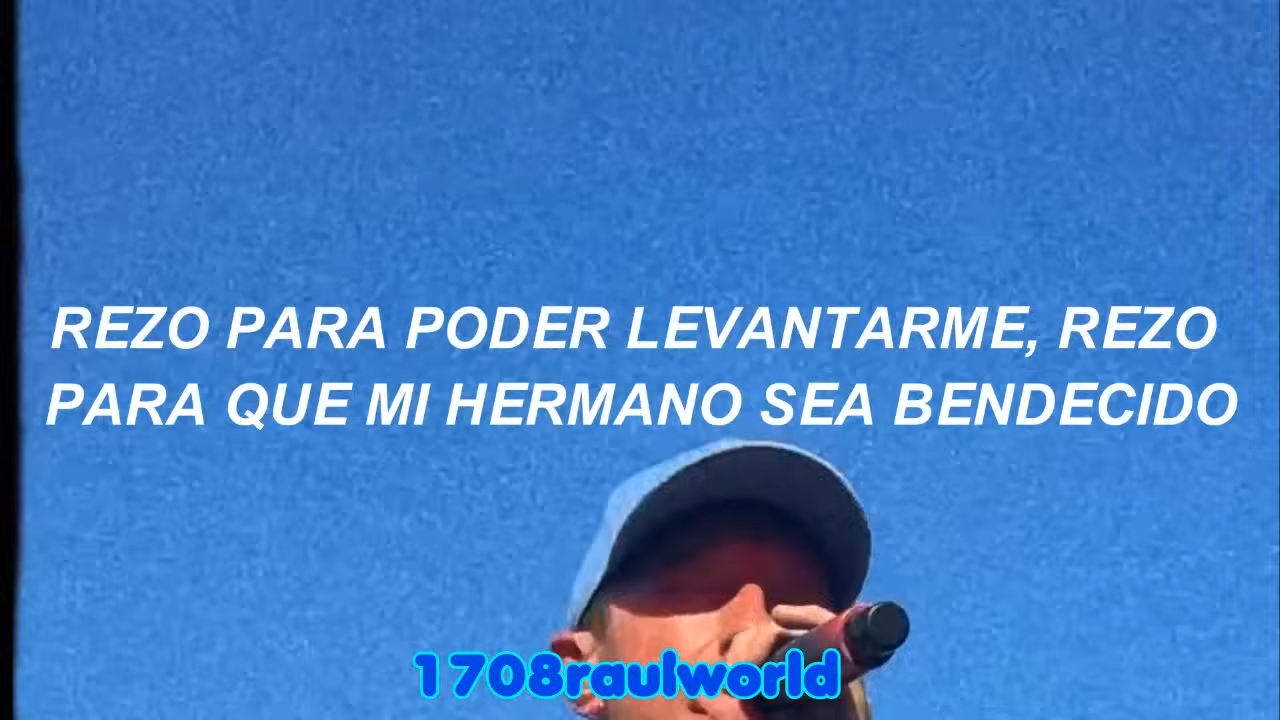 REZO PARA PODER LEVANTARME, REZO
PARA QUE MI HERMANO SEA BENDECIDO
1708raulworld